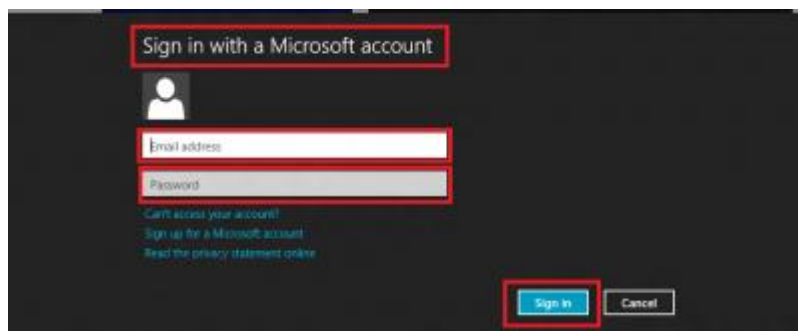 Sign in with a Microsoft account
Email address
Password
Can't access your account?
Sign up for a Microsoft account
Read the privacy statement online
Sign in Cancel